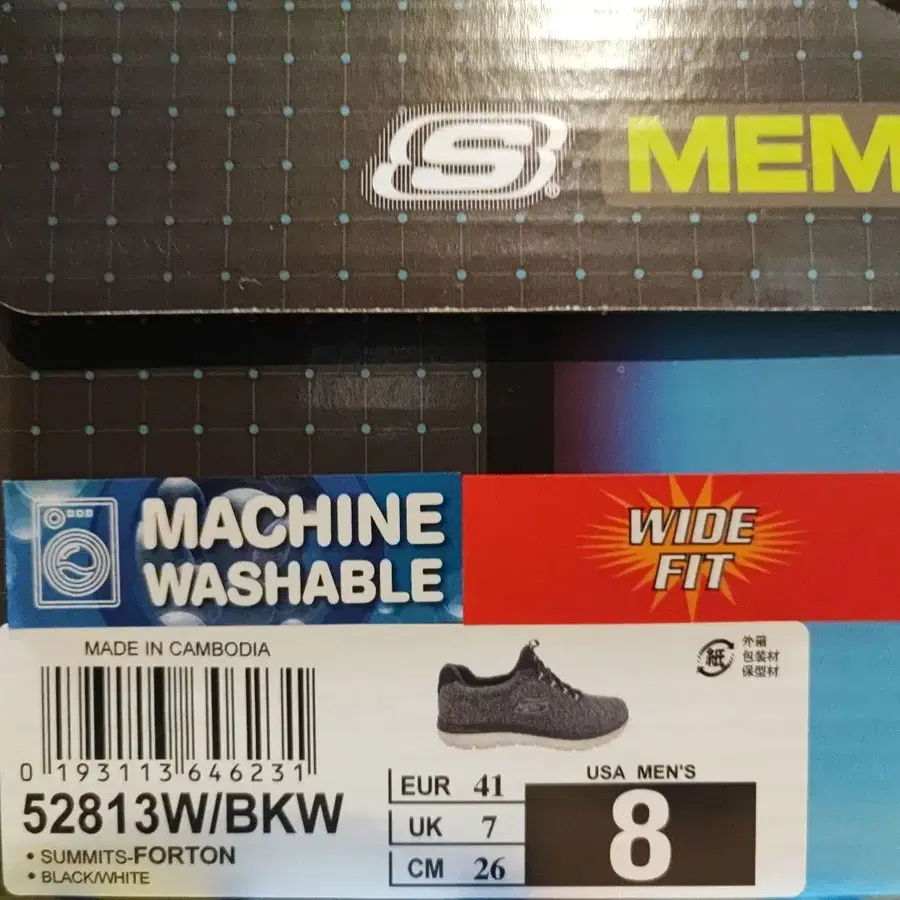 S
MEM
MACHINE
WASHABLE
WIDE
FIT
MADE IN CAMBODIA
0 193113 646231
52813W/BKW
• SUMMITS-FORTON
• BLACK/WHITE
紙
外箱
包装材
保型材
EUR 41
UK 7
CM 26
USA MEN'S
8